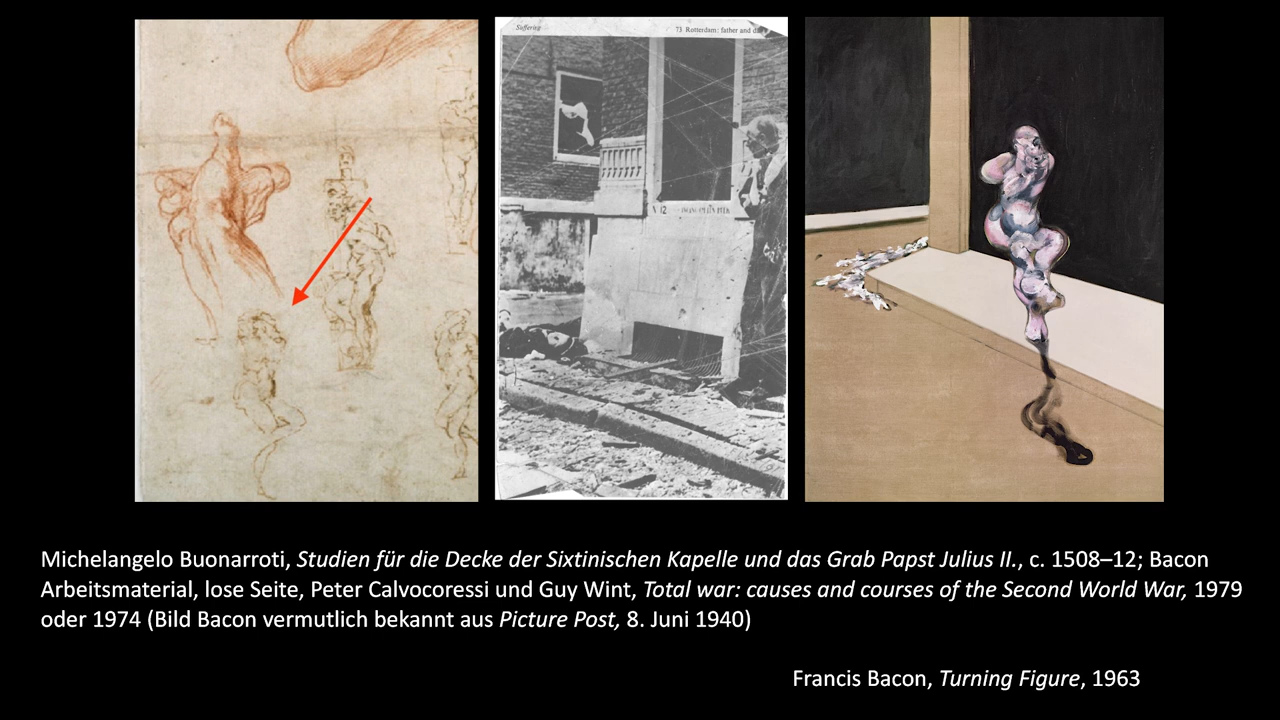 Suffering
73 Rotterdam: father and
N 12
Michelangelo Buonarroti, Studien für die Decke der Sixtinischen Kapelle und das Grab Papst Julius II., c. 1508–12; Bacon
Arbeitsmaterial, lose Seite, Peter Calvocoressi und Guy Wint, Total war: causes and courses of the Second World War, 1979
oder 1974 (Bild Bacon vermutlich bekannt aus Picture Post, 8. Juni 1940)
Francis Bacon, Turning Figure, 1963